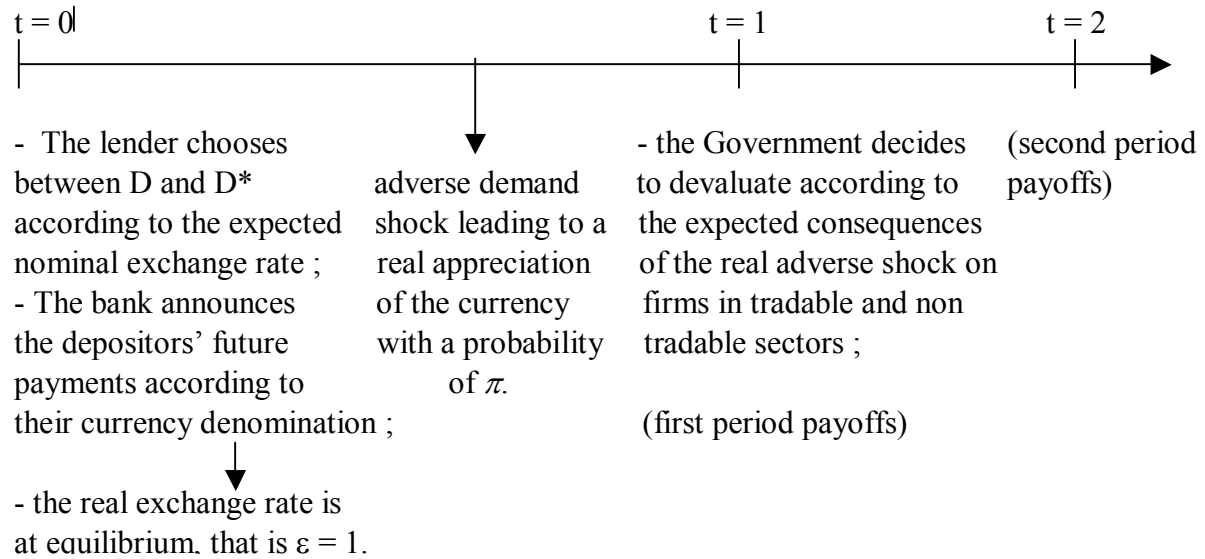 t = 0
t = 1
t = 2
- The lender chooses
between D and D*
according to the expected
nominal exchange rate ;
- The bank announces
the depositors' future
payments according to
their currency denomination ;
- the real exchange rate is
at equilibrium, that is ε = 1.
adverse demand
shock leading to a
real appreciation
of the currency
with a probability
of π.
- the Government decides
to devaluate according to
the expected consequences
of the real adverse shock on
firms in tradable and non
tradable sectors ;
(first period payoffs)
(second period
payoffs)